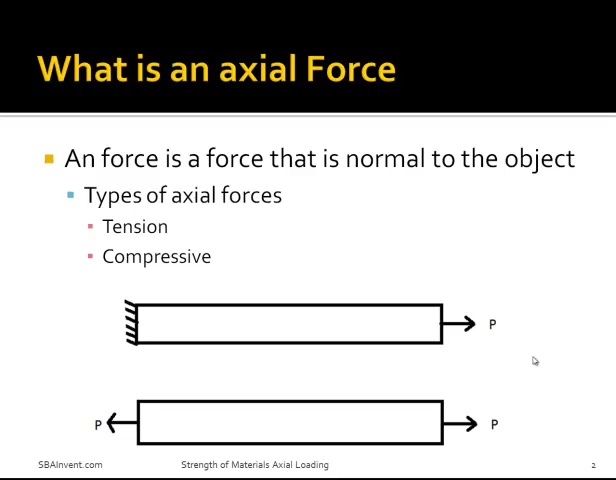 What is an axial Force
An force is a force that is normal to the object
Types of axial forces
Tension
Compressive
P
P P
SBAInvent.com Strength of Materials Axial Loading 2